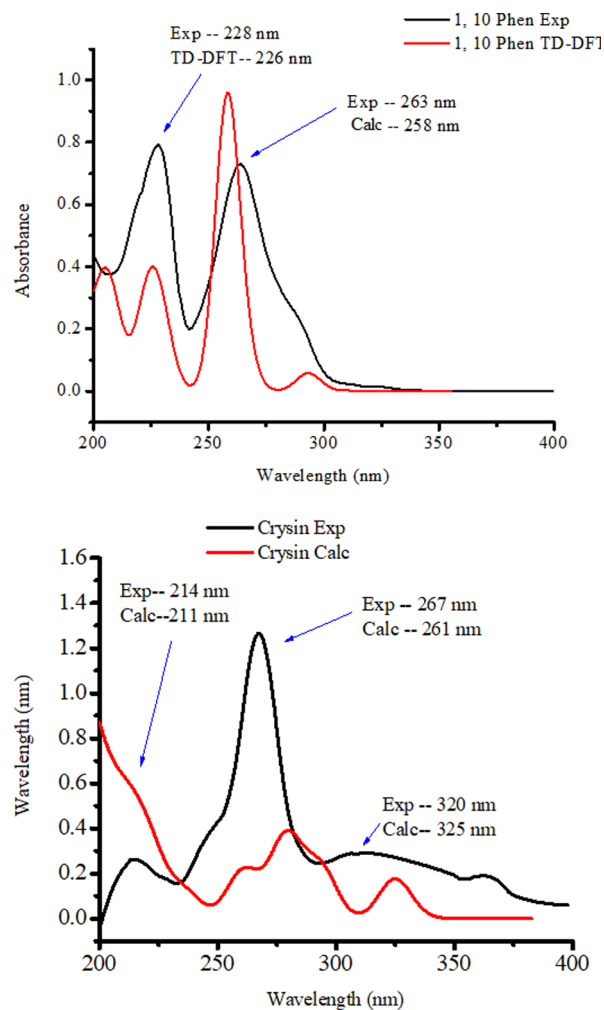 1, 10 Phen Exp
1, 10 Phen TD-DFT
Exp -- 228 nm
TD-DFT-- 226 nm
Exp -- 263 nm
Calc -- 258 nm
Absorbance
1.0
0.8
0.6
0.4
0.2
0.0
200 250 300 350 400
Wavelength (nm)
Crysin Exp
Crysin Calc
Exp-- 214 nm
Calc--211 nm
Exp -- 267 nm
Calc -- 261 nm
Exp -- 320 nm
Calc-- 325 nm
Wavelength (nm)
1.6
1.4
1.2
1.0
0.8
0.6
0.4
0.2
0.0
200 250 300 350 400
Wavelength (nm)